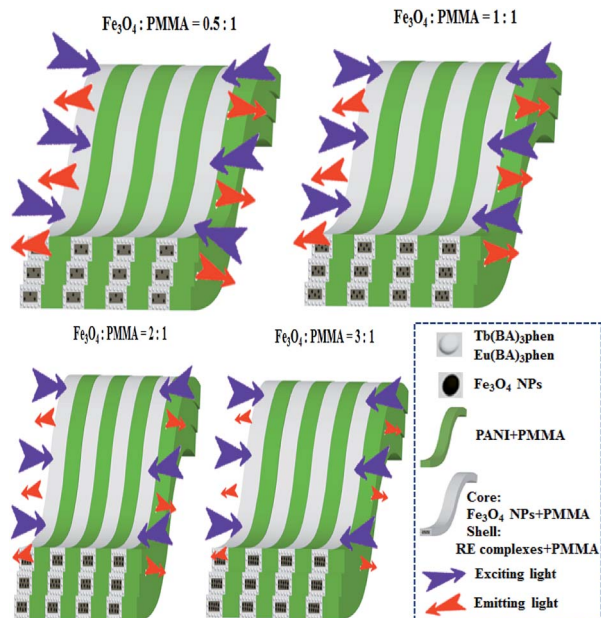 Fe₃O₄ : PMMA = 0.5 : 1
Fe₃O₄ : PMMA = 1 : 1
Fe₃O₄ : PMMA = 2 : 1
Fe₃O₄ : PMMA = 3 : 1
Tb(BA)₃phen
Eu(BA)₃phen
Fe₃O₄ NPs
PANI+PMMA
Core:
Fe₃O₄ NPs+PMMA
Shell:
RE complexes+PMMA
Exciting light
Emitting light